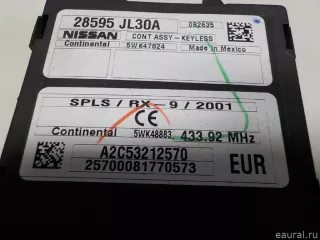 28595 JL30A 082635
NISSAN CONT ASSY-KEYLESS
Continental 5WK47024 Made in Mexico
SPLS / RX-9 / 2001
CE
Continental 5WK48883 433.92 MHz
A2C53212570 EUR
25700081770573
© eaural.ru